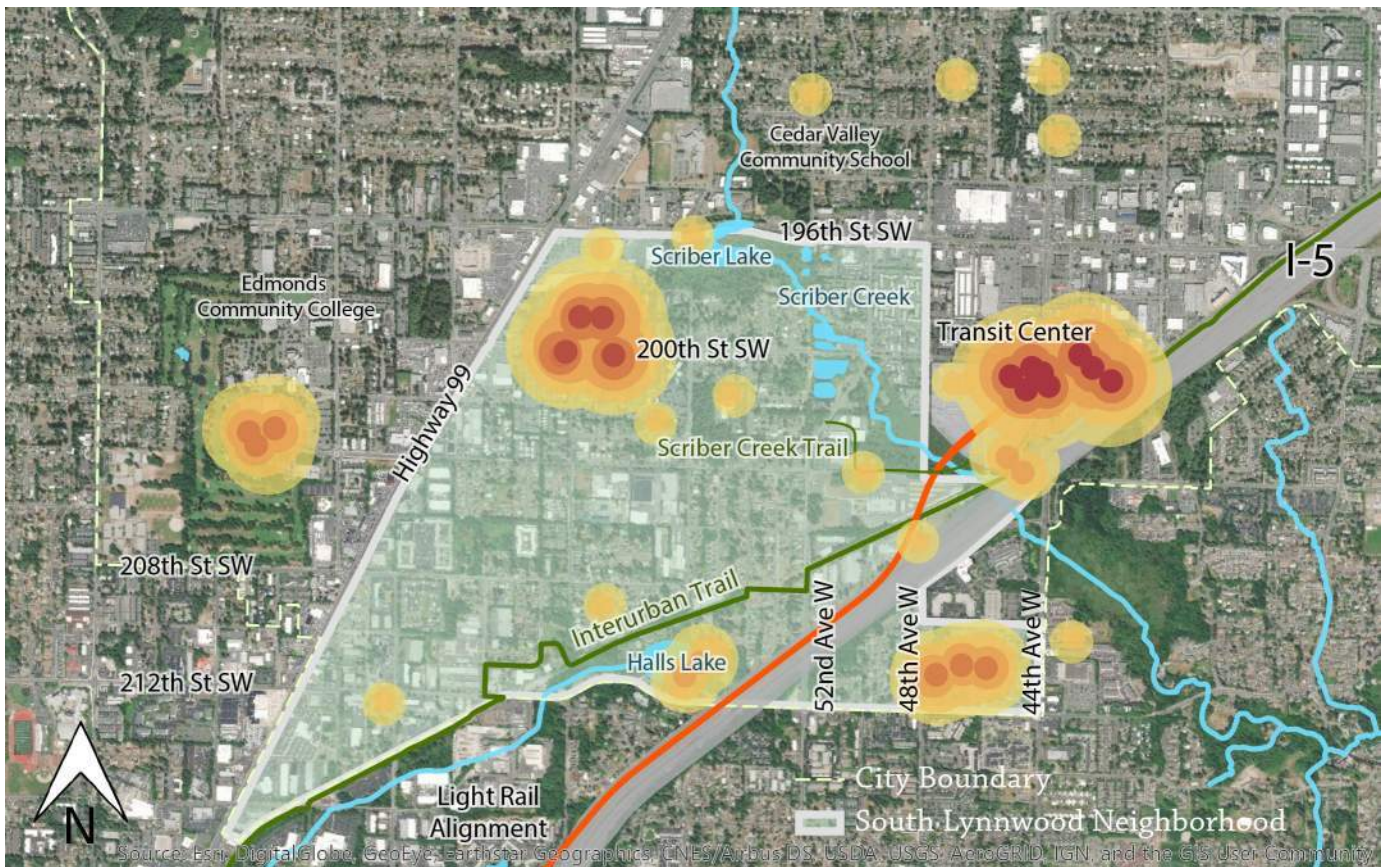 Cedar Valley
Community School
196th St SW
Scriber Lake
I-5
Edmonds
Community College
Scriber Creek
Transit Center
200th St SW
Highway 99
Scriber Creek Trail
208th St SW
Interurban Trail
52nd Ave W
48th Ave W
44th Ave W
Halls Lake
212th St SW
City Boundary
Light Rail
Alignment
South Lynnwood Neighborhood
N
Source: Esri, DigitalGlobe, GeoEye, Earthstar Geographics, CNES/Airbus DS, USDA, USGS, AeroGRID, IGN, and the GIS User Community